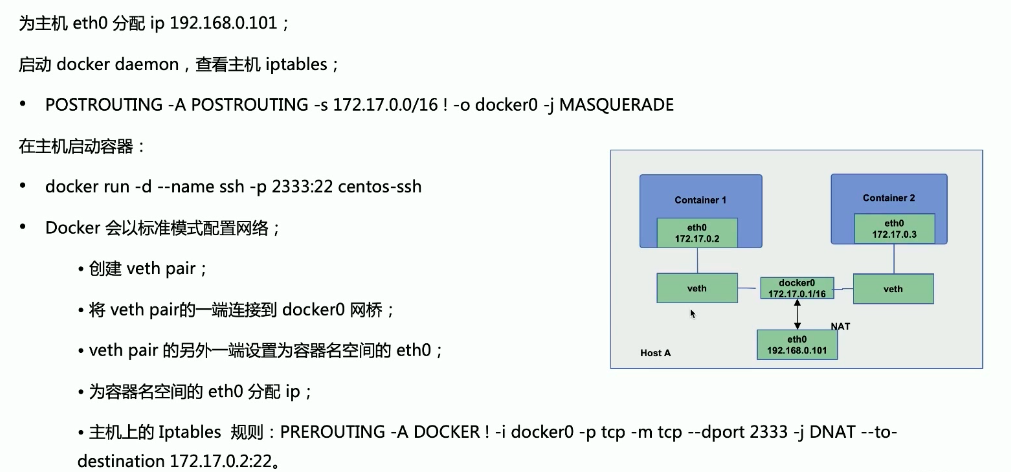 为主机 eth0 分配 ip 192.168.0.101；
启动 docker daemon，查看主机 iptables；
• POSTROUTING -A POSTROUTING -s 172.17.0.0/16 ! -o docker0 -j MASQUERADE
在主机启动容器：
• docker run -d --name ssh -p 2333:22 centos-ssh
• Docker 会以标准模式配置网络；
• 创建 veth pair；
• 将 veth pair的一端连接到 docker0 网桥；
• veth pair 的另外一端设置为容器名空间的 eth0；
• 为容器名空间的 eth0 分配 ip；
• 主机上的 Iptables 规则：PREROUTING -A DOCKER ! -i docker0 -p tcp -m tcp --dport 2333 -j DNAT --to-
destination 172.17.0.2:22。
Container 1
eth0
172.17.0.2
Container 2
eth0
172.17.0.3
veth
docker0
172.17.0.1/16
veth
NAT
eth0
192.168.0.101
Host A